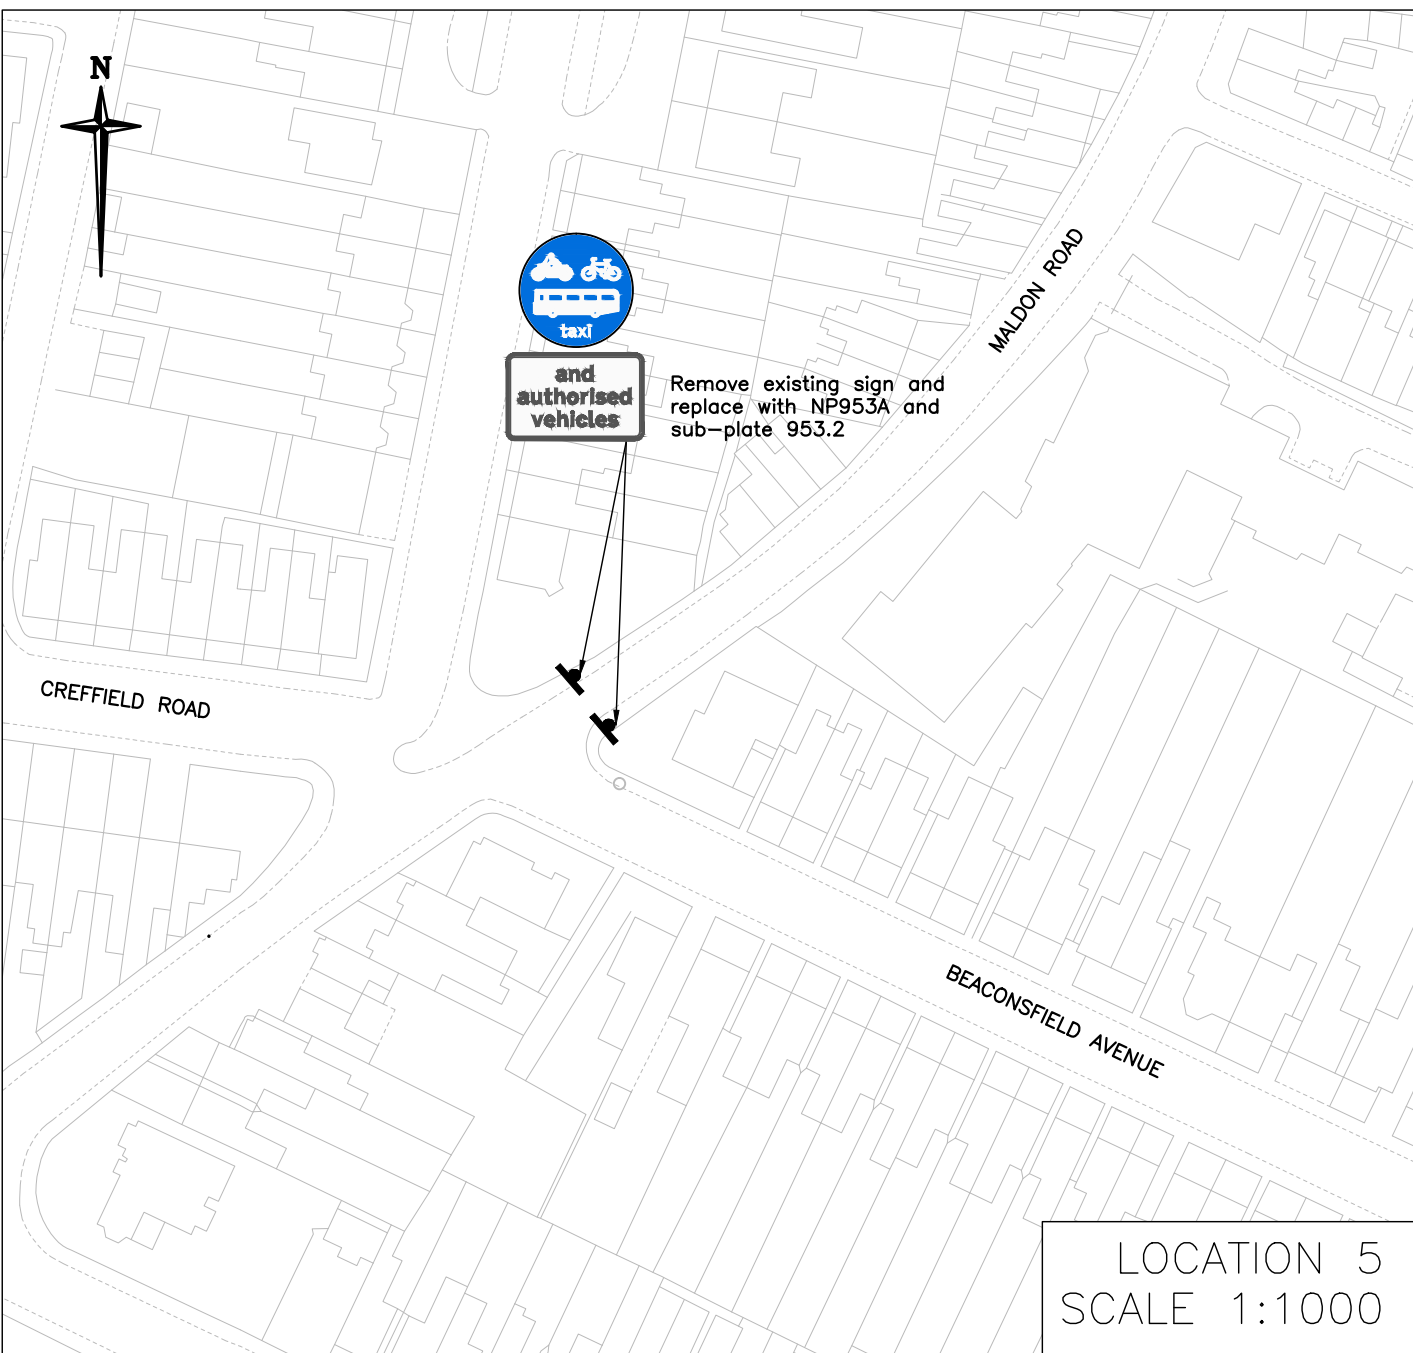 N
MALDON ROAD
taxi
and
authorised
vehicles
Remove existing sign and
replace with NP953A and
sub-plate 953.2
CREFFIELD ROAD
BEACONSFIELD AVENUE
LOCATION 5
SCALE 1:1000